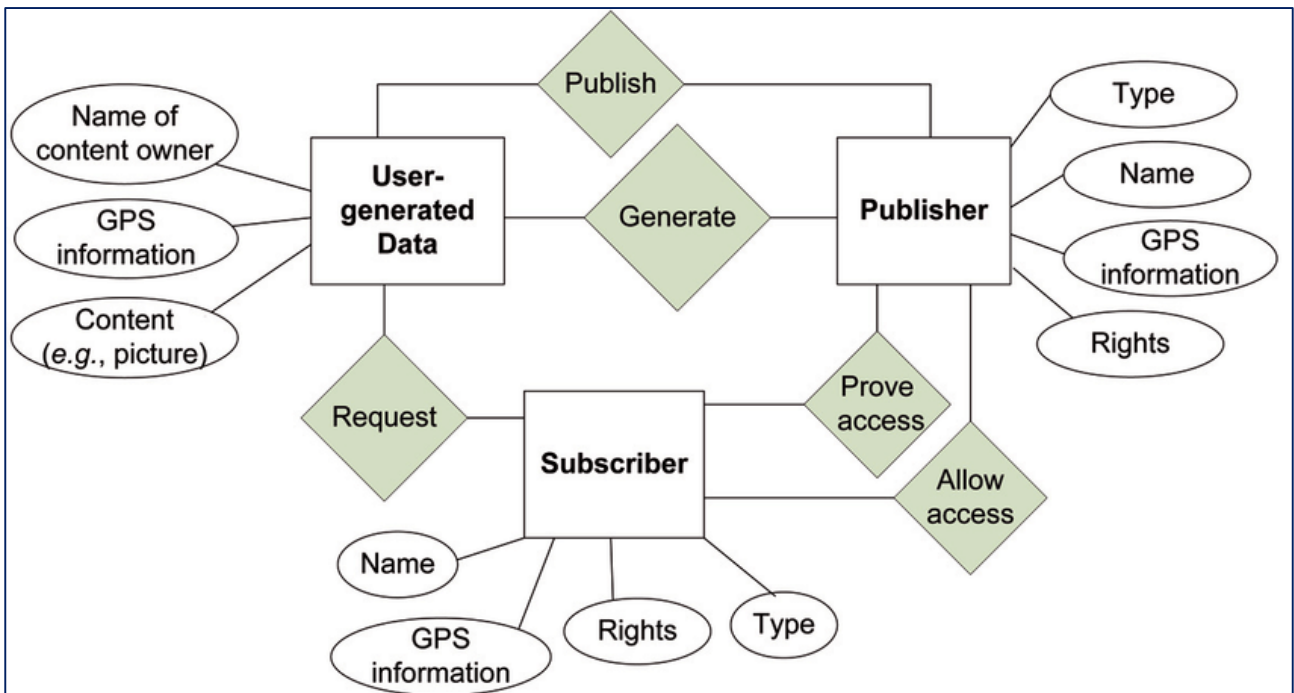 Publish
Type
Name of
content owner
User-
generated
Data
Generate
Publisher
Name
GPS
information
GPS
information
Content
(e.g., picture)
Rights
Request
Subscriber
Prove
access
Allow
access
Name
GPS
information
Rights
Type